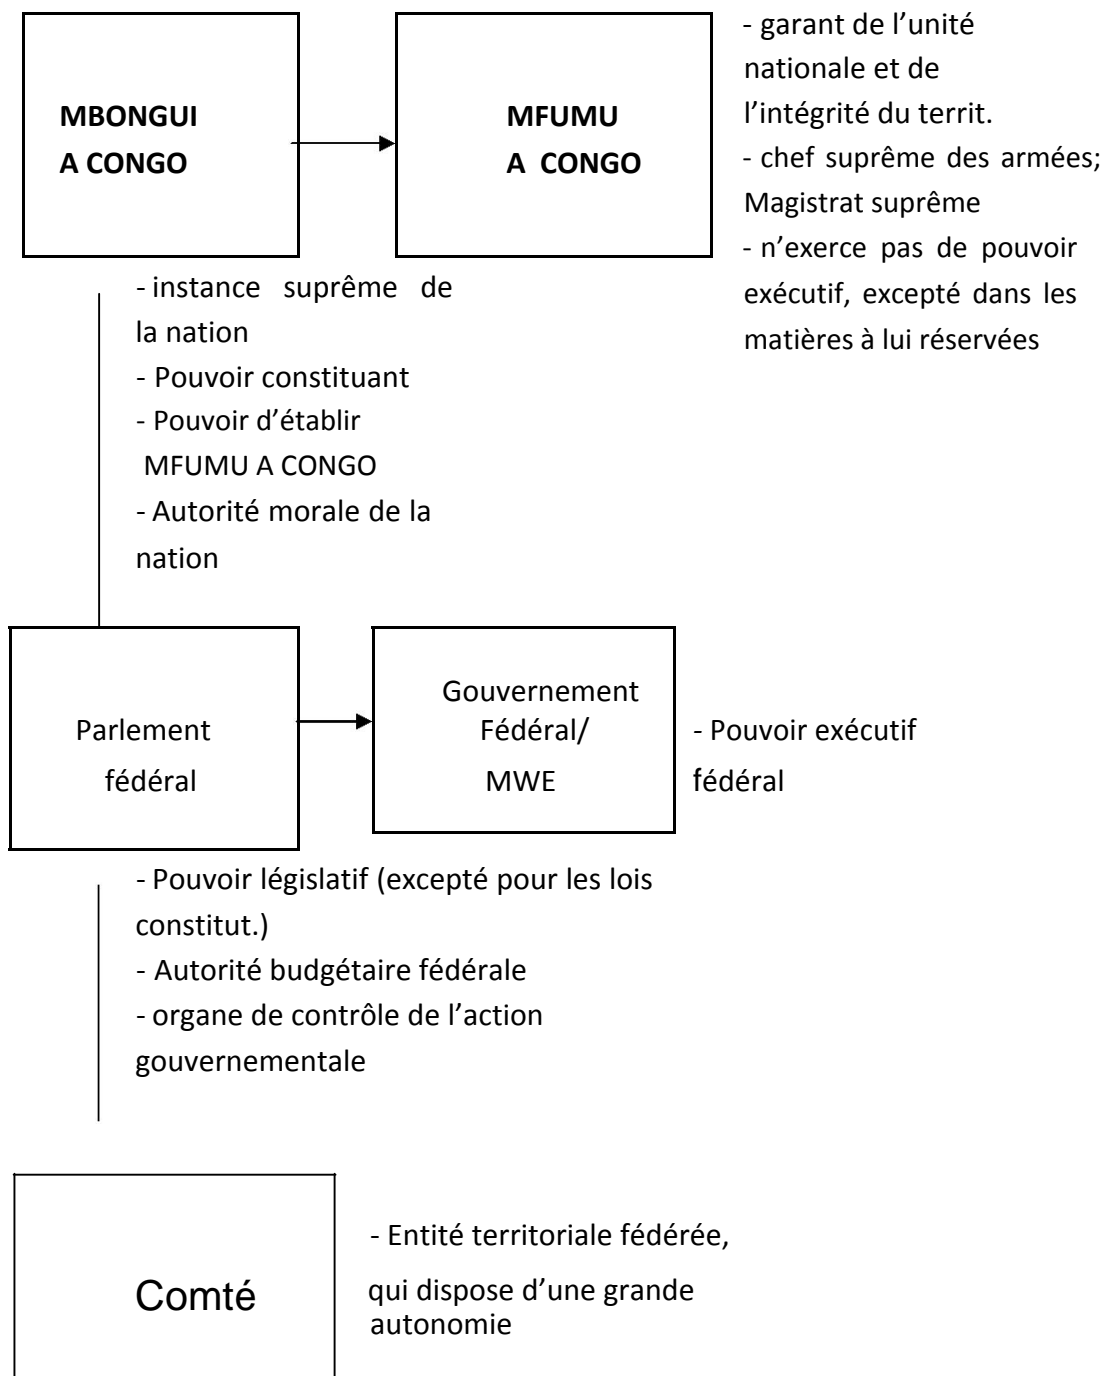 MBONGUI
A CONGO
MFUMU
A CONGO
- garant de l’unité
nationale et de
l’intégrité du territ.
- chef suprême des armées;
Magistrat suprême
- n’exerce pas de pouvoir
exécutif, excepté dans les
matières à lui réservées
- instance suprême de
la nation
- Pouvoir constituant
- Pouvoir d’établir
MFUMU A CONGO
- Autorité morale de la
nation
Parlement
fédéral
Gouvernement
Fédéral/
MWE
- Pouvoir exécutif
fédéral
- Pouvoir législatif (excepté pour les lois
constitut.)
- Autorité budgétaire fédérale
- organe de contrôle de l’action
gouvernementale
Comté
- Entité territoriale fédérée,
qui dispose d’une grande
autonomie